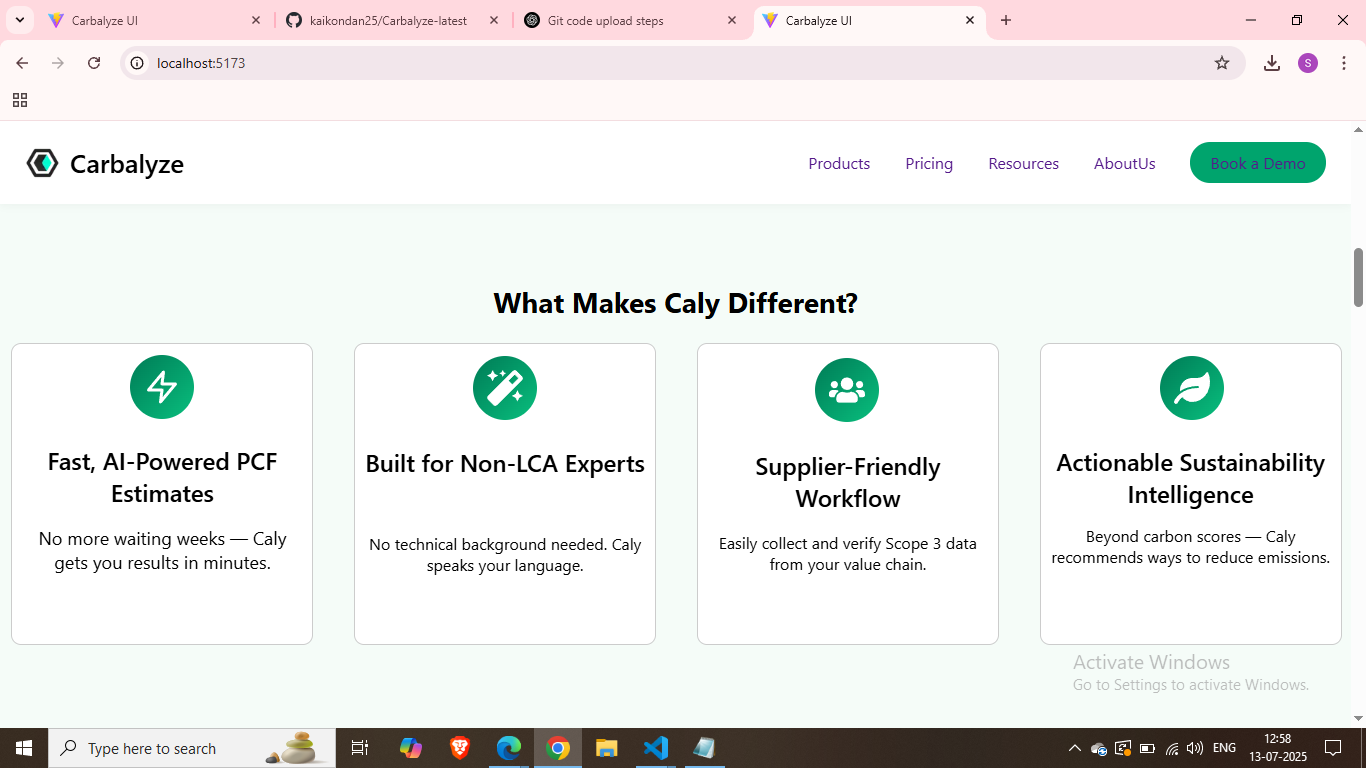 Carbalyze UI
kaikondan25/Carbalyze-latest
Git code upload steps
Carbalyze UI
localhost:5173
S
Carbalyze
Products
Pricing
Resources
AboutUs
Book a Demo
What Makes Caly Different?
Fast, AI-Powered PCF
Estimates
No more waiting weeks — Caly
gets you results in minutes.
Built for Non-LCA Experts
No technical background needed. Caly
speaks your language.
Supplier-Friendly
Workflow
Easily collect and verify Scope 3 data
from your value chain.
Actionable Sustainability
Intelligence
Beyond carbon scores — Caly
recommends ways to reduce emissions.
Activate Windows
Go to Settings to activate Windows.
Type here to search
ENG
12:58
13-07-2025